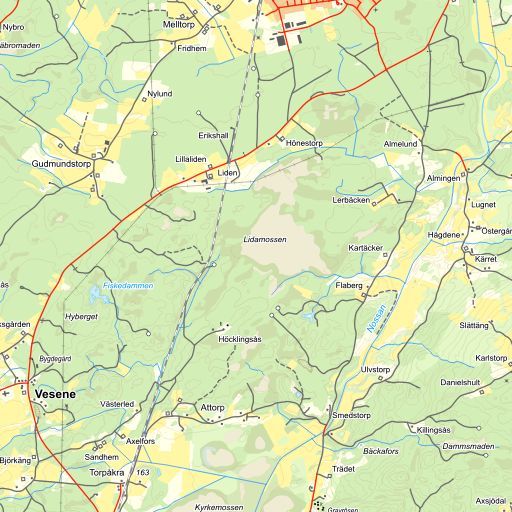 Nybro
Melltorp
Fridhem
Nylund
Erikshall
Hönestorp
Almelund
Gudmundstorp
Lillaliden
Liden
Almingen
Lerbäcken
Lugnet
Östergår
Hägdene
Lidamossen
Kartäcker
Kärret
Fiskedammen
Flaberg
Hyberget
Nossan
Slättäng
ksgården
Höcklingsås
Bygdegård
Karlstorp
Ulvstorp
Danielshult
Vesene
Västerled
Attorp
Smedstorp
Killingsås
Axelfors
Dammsmaden
Bäckafors
Sandhem
Björkäng
Trädet
Torpåkra
163
Kyrkemossen
Axsjödal